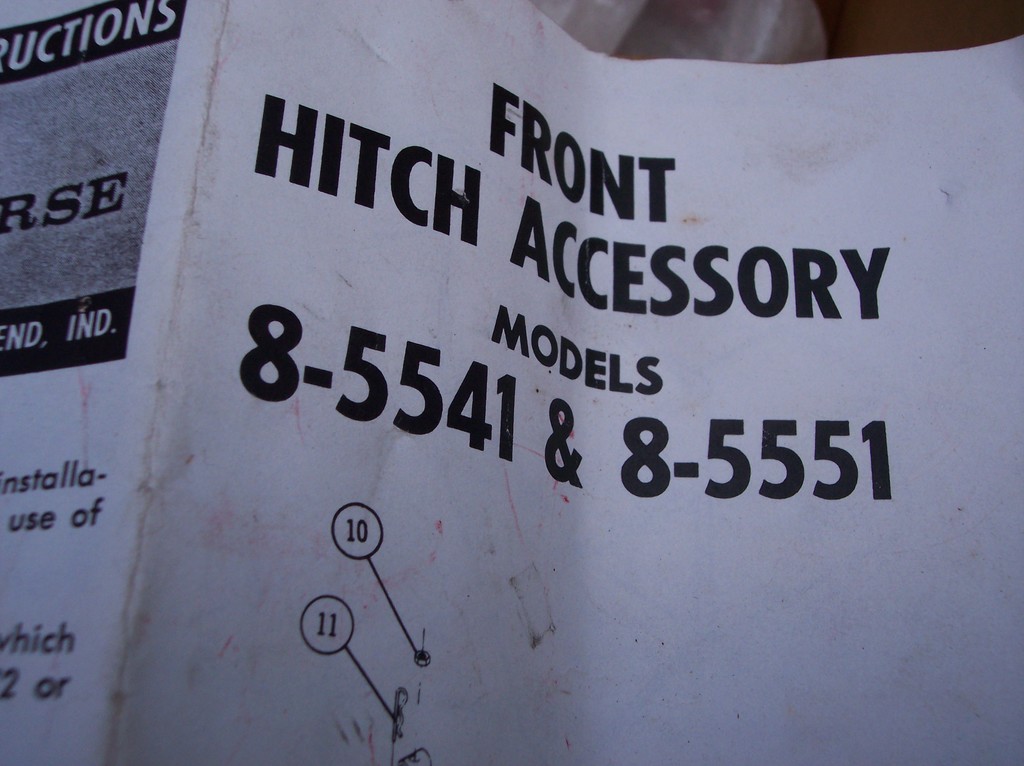 RUCTIONS
RSE
END, IND.
installa-
use of
which
2 or
FRONT
HITCH ACCESSORY
MODELS
8-5541 & 8-5551
10
11